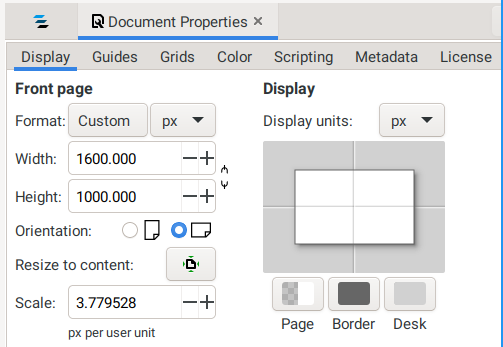 Document Properties
Display Guides Grids Color Scripting Metadata License
Front page
Format: Custom px
Width: 1600.000
Height: 1000.000
Orientation:
Resize to content:
Scale: 3.779528
px per user unit
Display
Display units: px
Page Border Desk